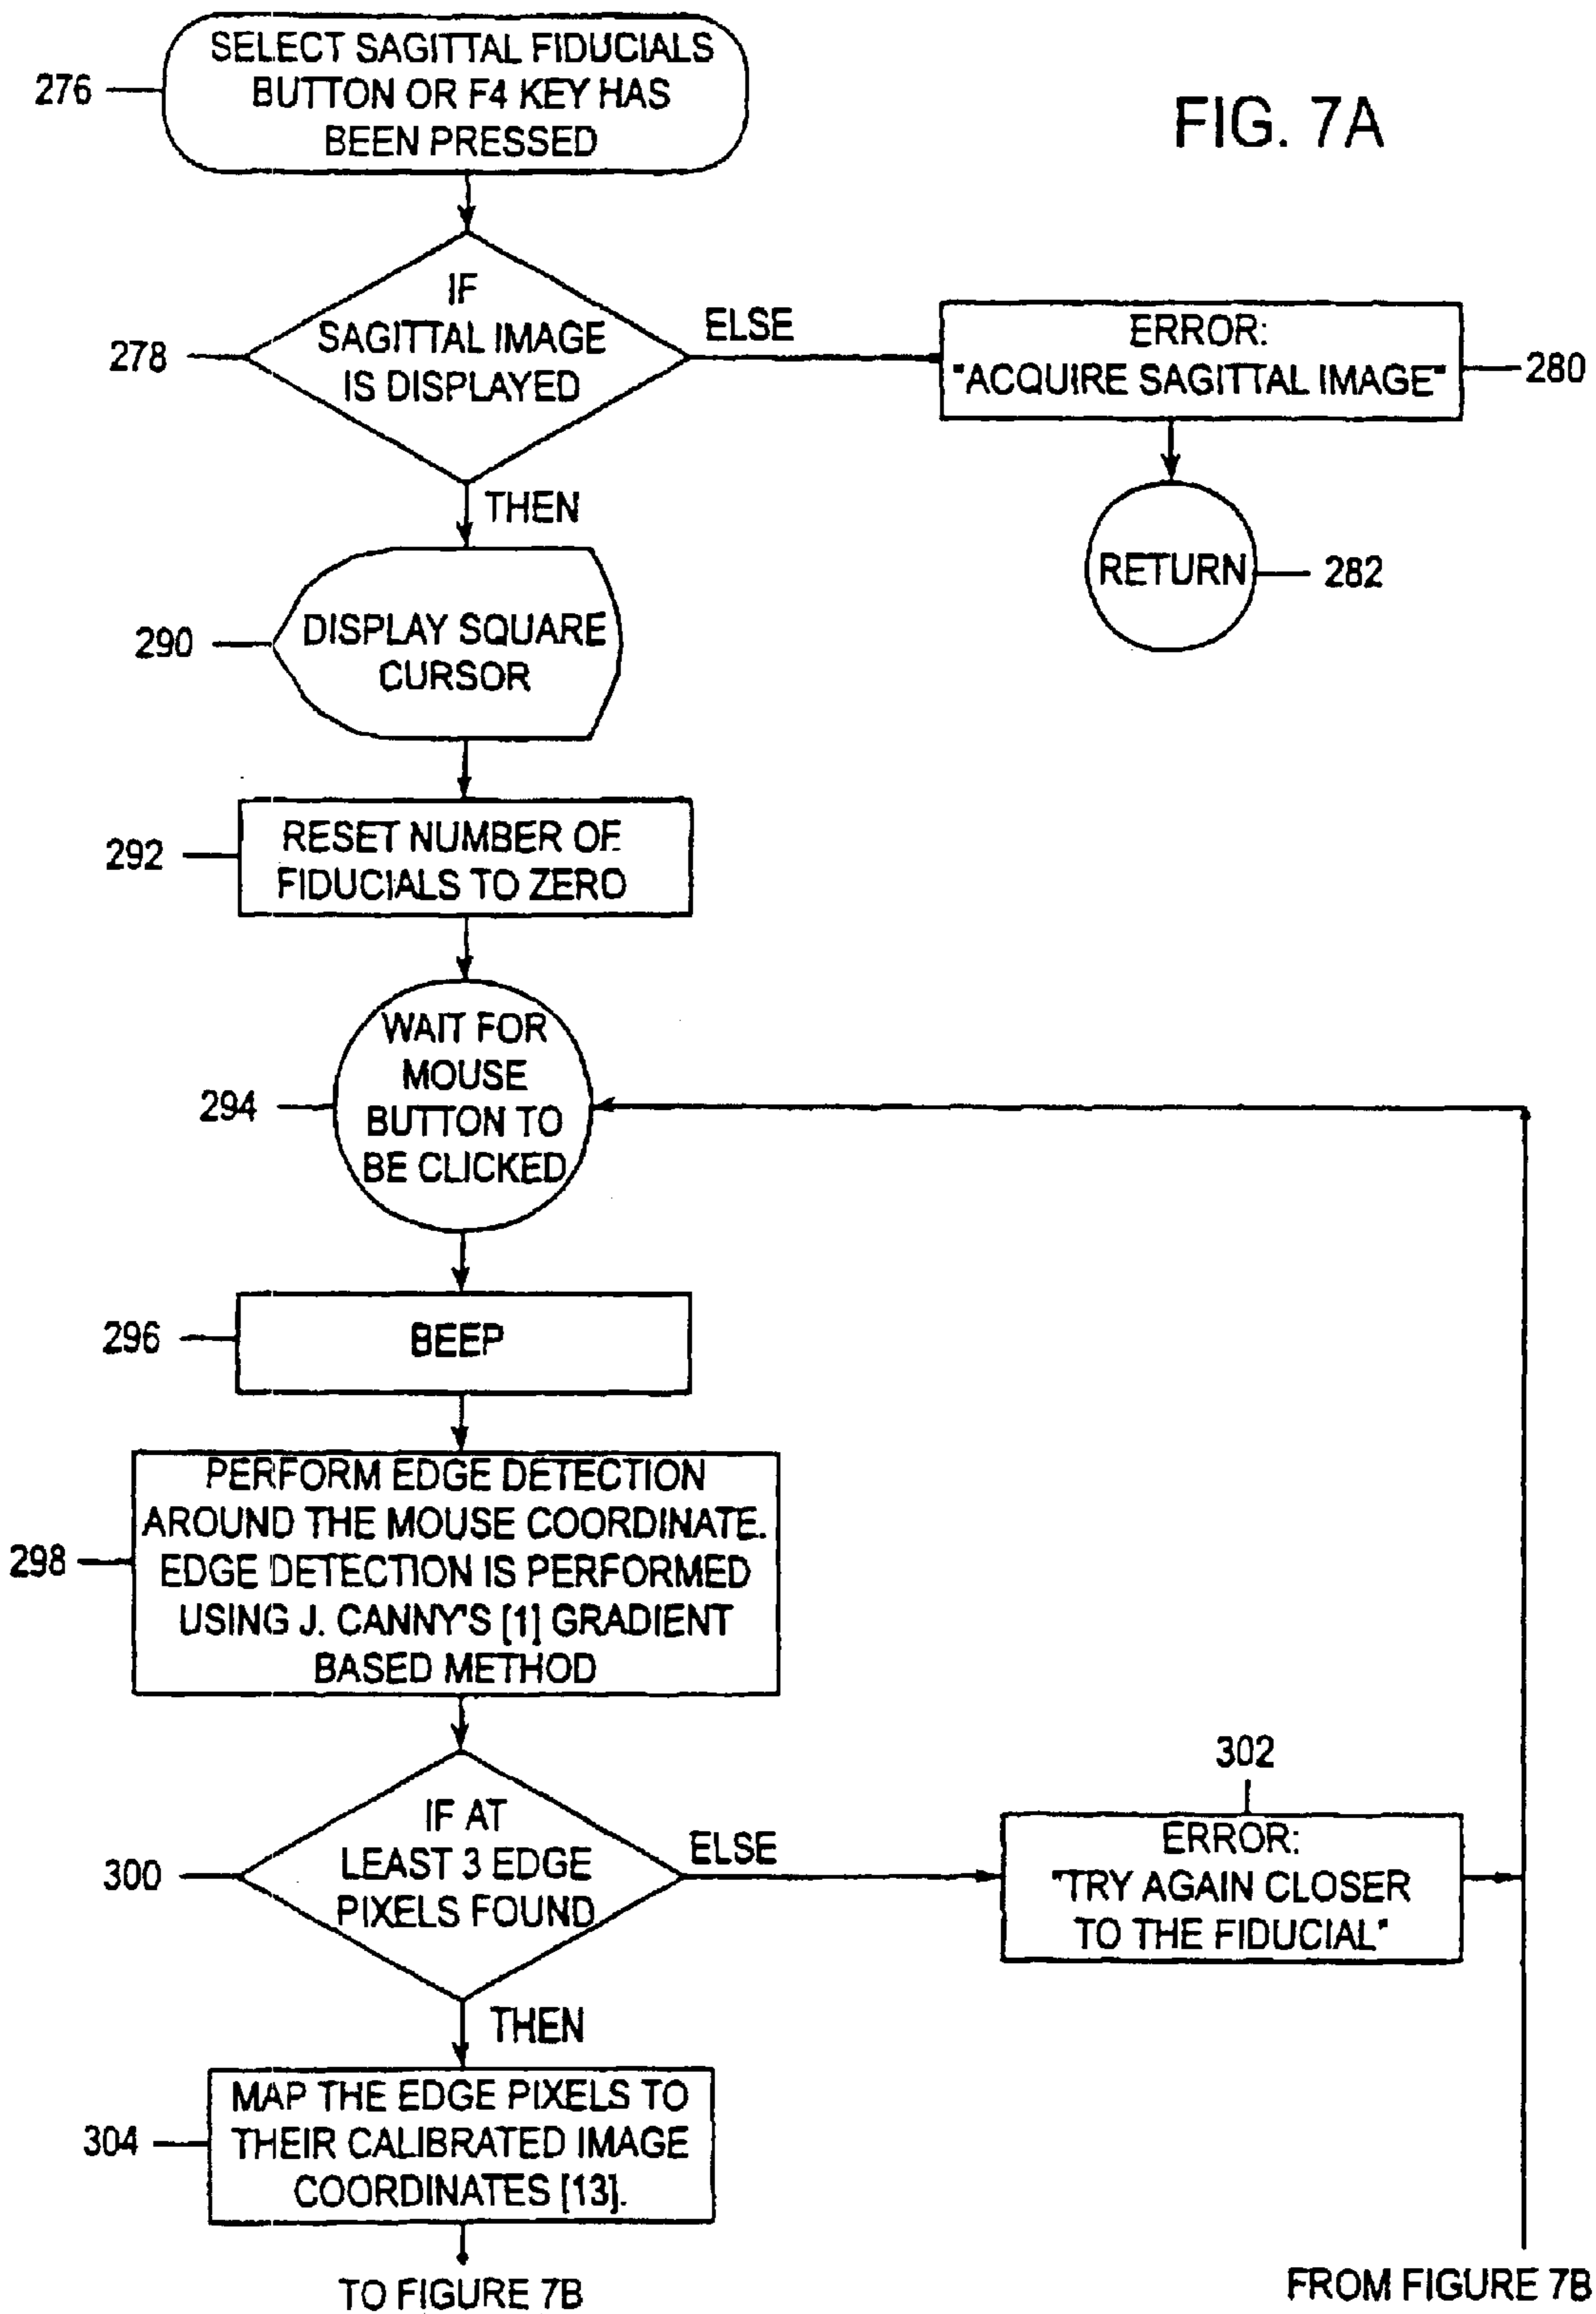 FIG. 7A
276
SELECT SAGITTAL FIDUCIALS
BUTTON OR F4 KEY HAS
BEEN PRESSED
278
IF
SAGITTAL IMAGE
IS DISPLAYED
ELSE
ERROR:
"ACQUIRE SAGITTAL IMAGE"
280
RETURN
282
THEN
290
DISPLAY SQUARE
CURSOR
292
RESET NUMBER OF
FIDUCIALS TO ZERO
294
WAIT FOR
MOUSE
BUTTON TO
BE CLICKED
296
BEEP
298
PERFORM EDGE DETECTION
AROUND THE MOUSE COORDINATE.
EDGE DETECTION IS PERFORMED
USING J. CANNY'S [1] GRADIENT
BASED METHOD
300
IF AT
LEAST 3 EDGE
PIXELS FOUND
ELSE
302
ERROR:
"TRY AGAIN CLOSER
TO THE FIDUCIAL"
THEN
304
MAP THE EDGE PIXELS TO
THEIR CALIBRATED IMAGE
COORDINATES [13].
TO FIGURE 7B
FROM FIGURE 7B